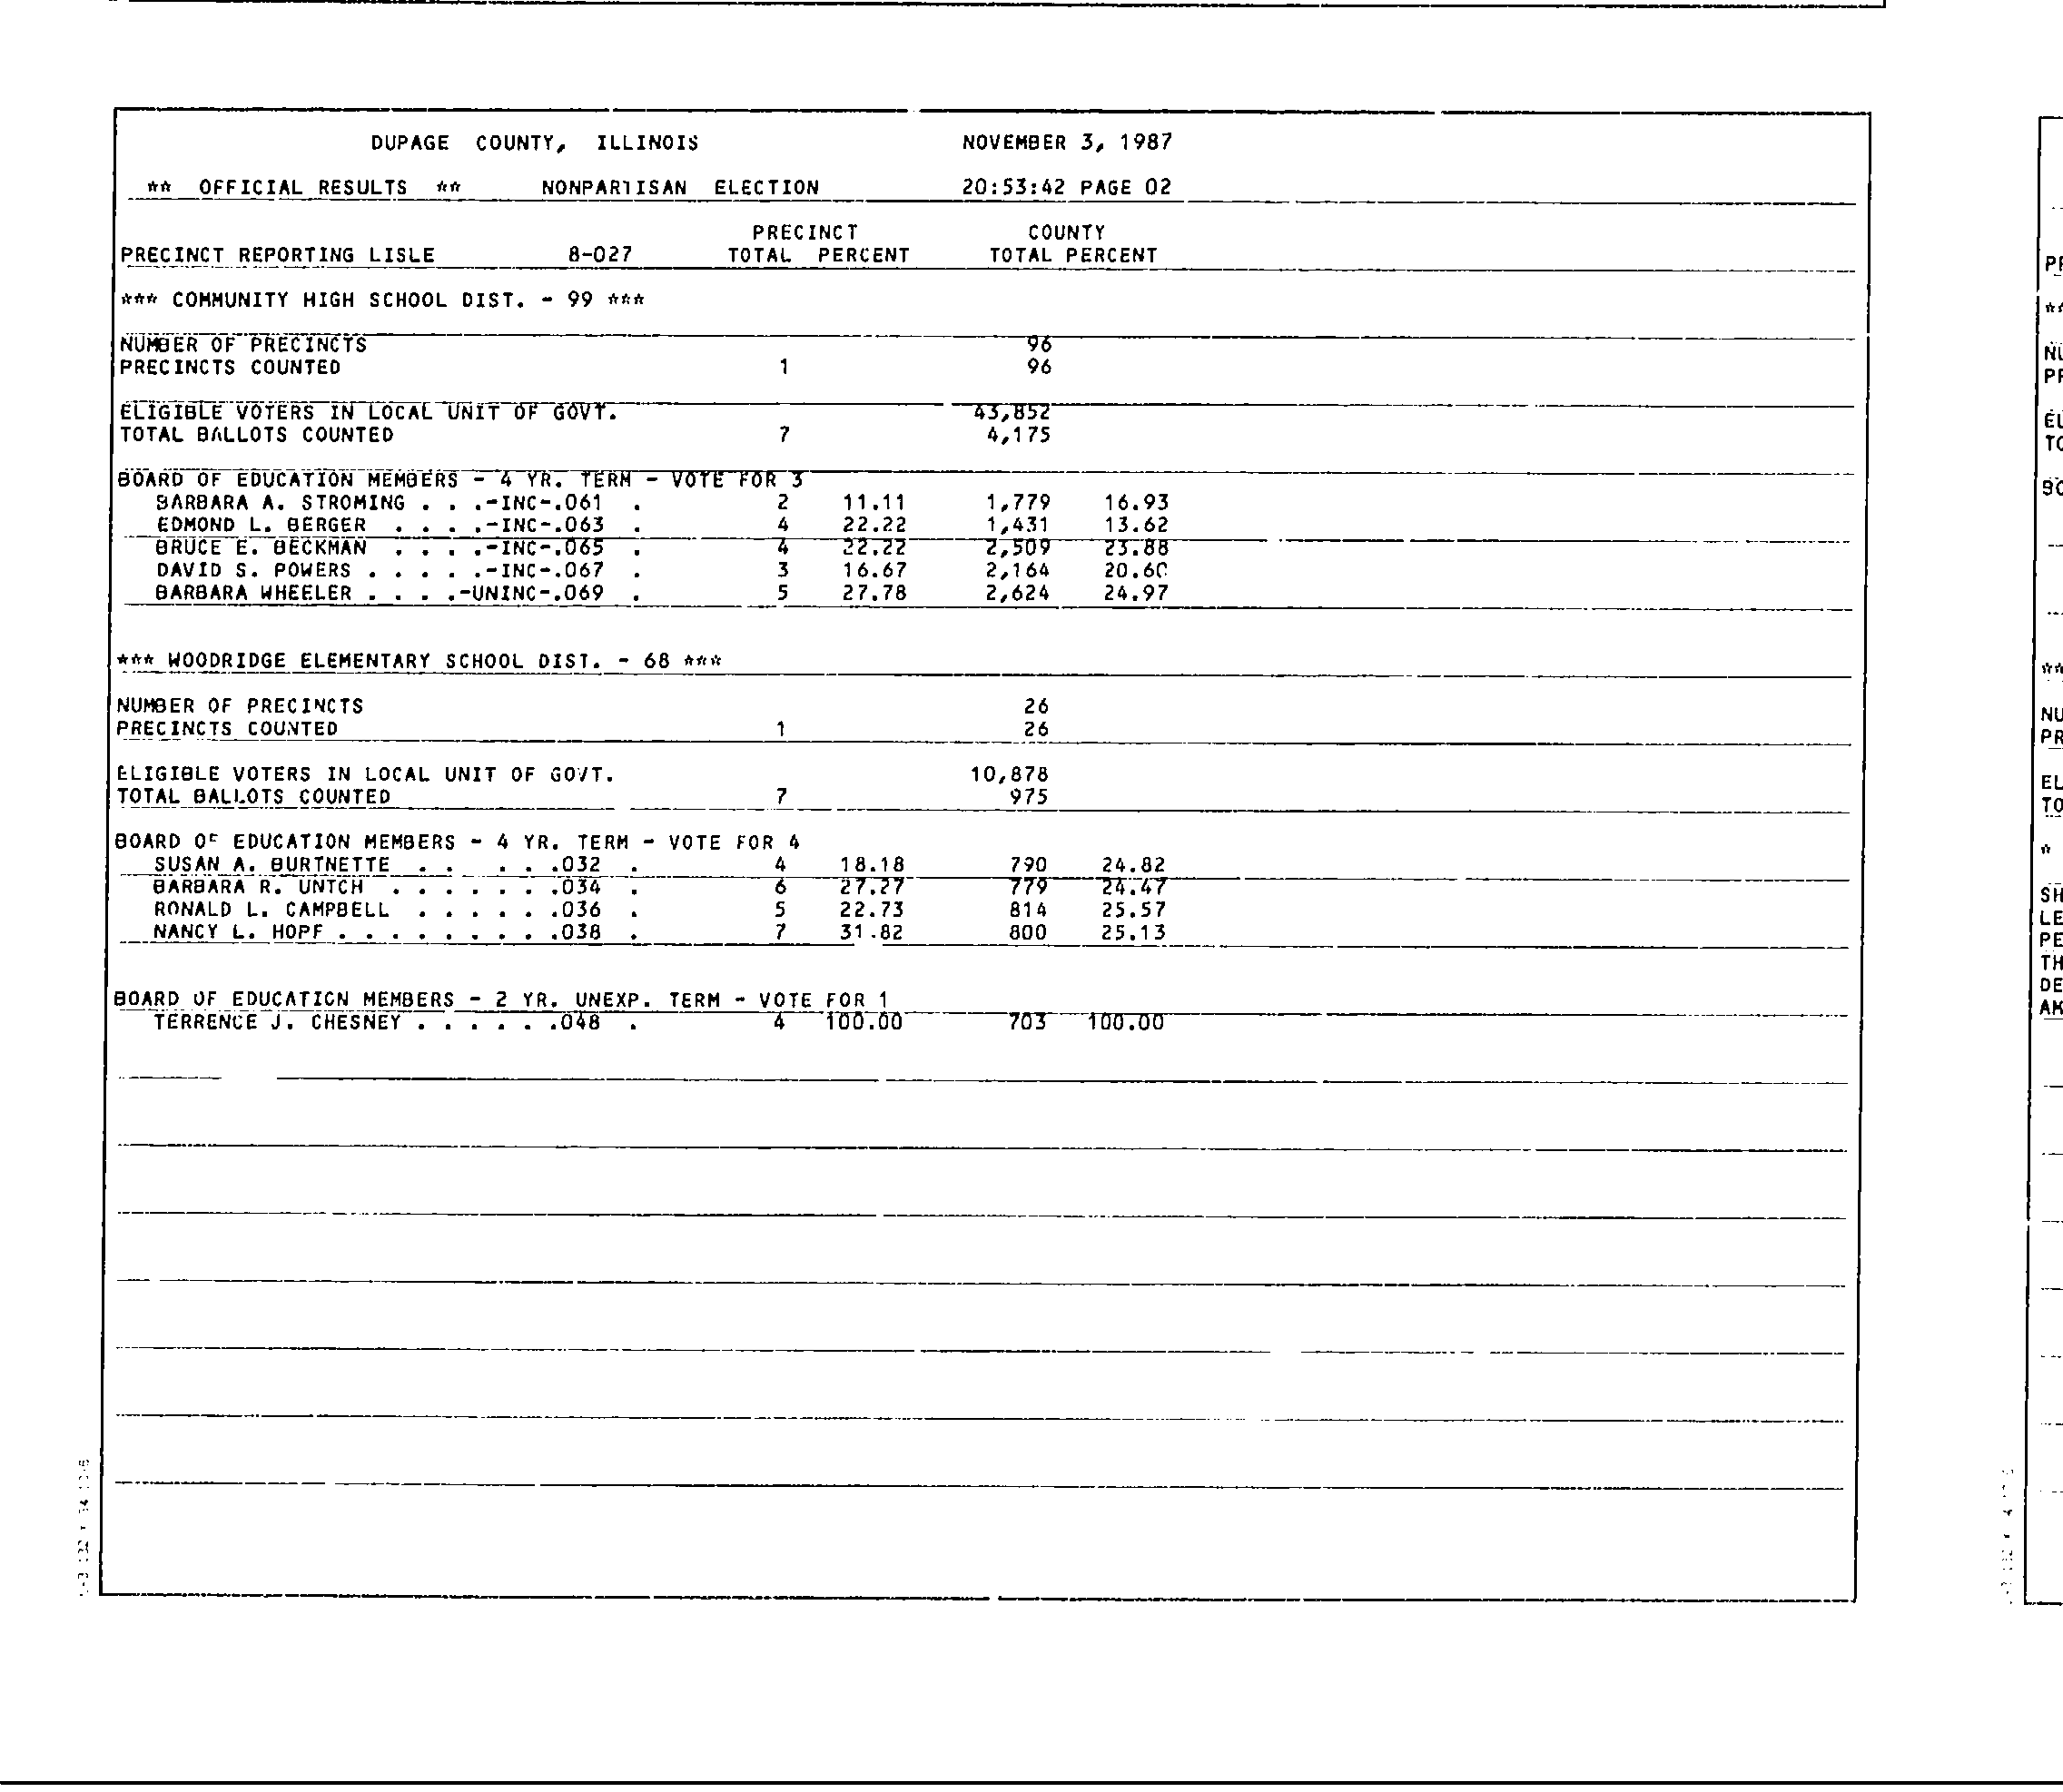 DUPAGE COUNTY, ILLINOIS NOVEMBER 3, 1987
** OFFICIAL RESULTS ** NONPARTISAN ELECTION 20:53:42 PAGE 02
PRECINCT COUNTY
PRECINCT REPORTING LISLE 8-027 TOTAL PERCENT TOTAL PERCENT
*** COMMUNITY HIGH SCHOOL DIST. - 99 ***
NUMBER OF PRECINCTS 96
PRECINCTS COUNTED 1 96
ELIGIBLE VOTERS IN LOCAL UNIT OF GOVT. 43,852
TOTAL BALLOTS COUNTED 7 4,175
BOARD OF EDUCATION MEMBERS - 4 YR. TERM - VOTE FOR 3
BARBARA A. STROMING . . .-INC-.061 . 2 11.11 1,779 16.93
EDMOND L. BERGER . . . .-INC-.063 . 4 22.22 1,431 13.62
BRUCE E. BECKMAN . . . .-INC-.065 . 4 22.22 2,509 23.88
DAVID S. POWERS . . . . .-INC-.067 . 3 16.67 2,164 20.60
BARBARA WHEELER . . . .-UNINC-.069 . 5 27.78 2,624 24.97
*** WOODRIDGE ELEMENTARY SCHOOL DIST. - 68 ***
NUMBER OF PRECINCTS 26
PRECINCTS COUNTED 1 26
ELIGIBLE VOTERS IN LOCAL UNIT OF GOVT. 10,878
TOTAL BALLOTS COUNTED 7 975
BOARD OF EDUCATION MEMBERS - 4 YR. TERM - VOTE FOR 4
SUSAN A. BURTNETTE . . . . . .032 . 4 18.18 790 24.82
BARBARA R. UNTCH . . . . . . .034 . 6 27.27 779 24.47
RONALD L. CAMPBELL . . . . . .036 . 5 22.73 814 25.57
NANCY L. HOPF . . . . . . . . .038 . 7 31.82 800 25.13
BOARD OF EDUCATION MEMBERS - 2 YR. UNEXP. TERM - VOTE FOR 1
TERRENCE J. CHESNEY . . . . . .048 . 4 100.00 703 100.00